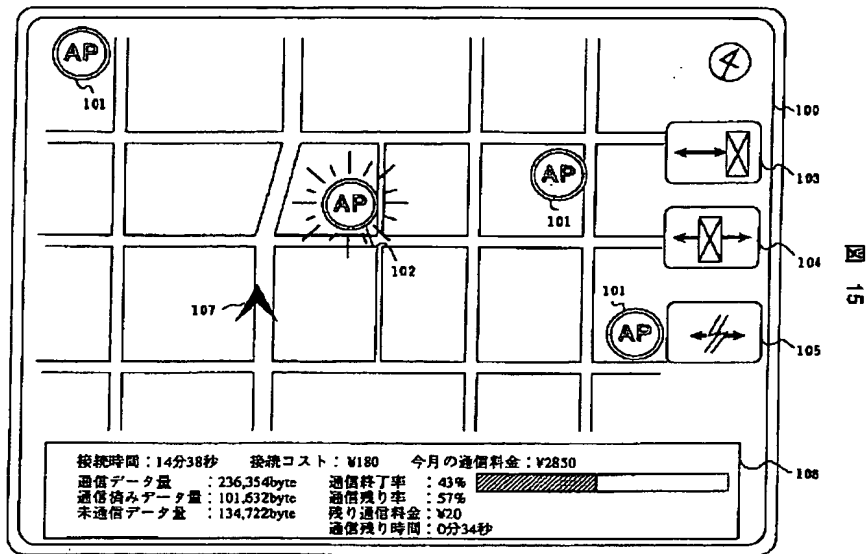 AP
101
4
100
103
AP
101
AP
102
104
図 15
107
101
AP
105
接続時間：14分38秒 接続コスト：¥180 今月の通信料金：¥2850
108
通信データ量：236,354byte 通信終了率：43%
通信済みデータ量：101,632byte 通信残り率：57%
未通信データ量：134,722byte 残り通信料金：¥20
通信残り時間：0分34秒